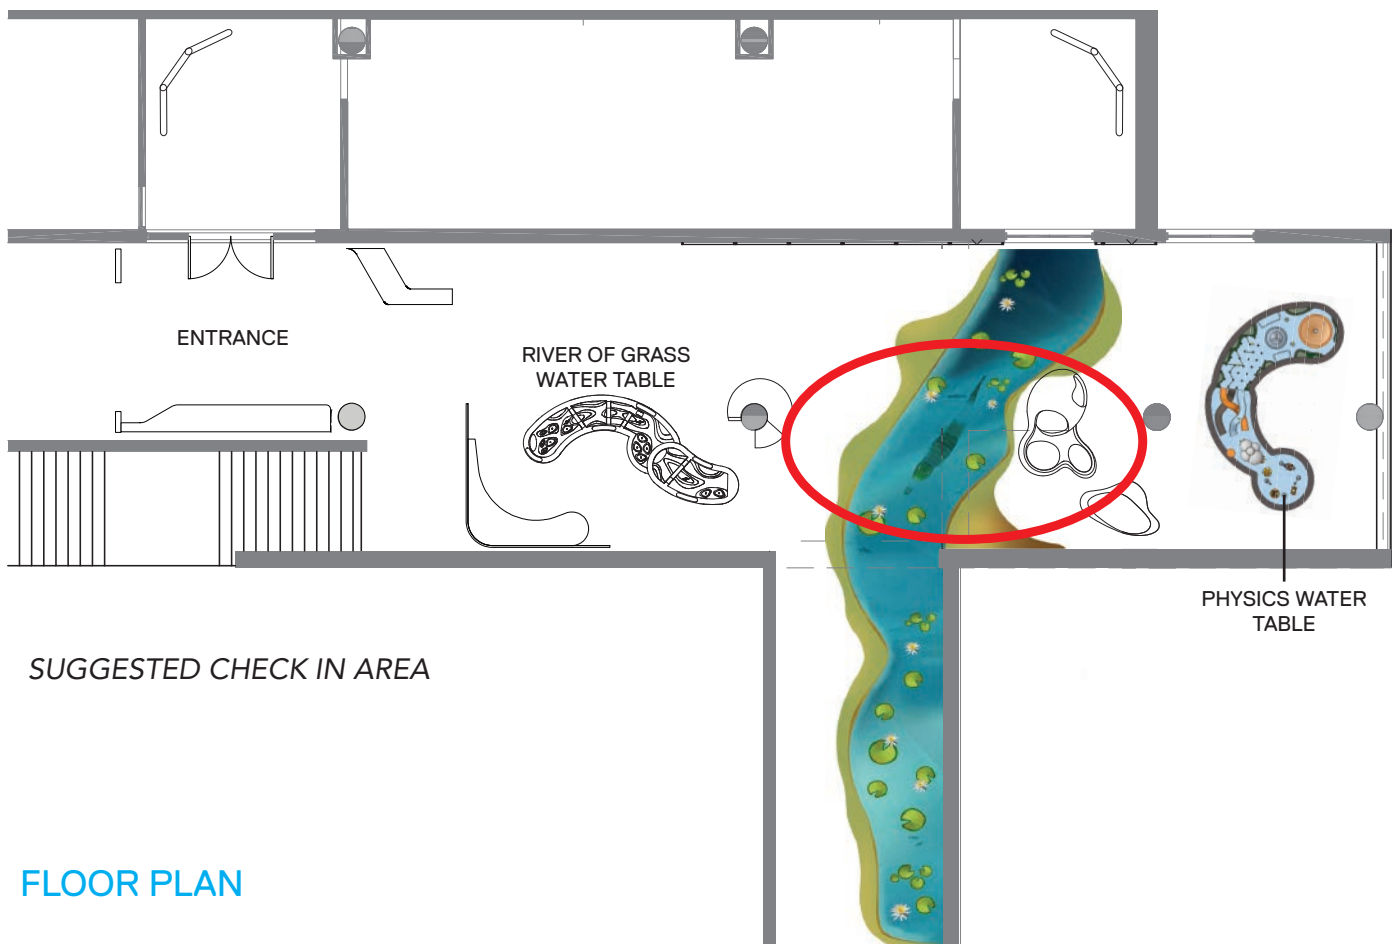 ENTRANCE
RIVER OF GRASS
WATER TABLE
PHYSICS WATER
TABLE
SUGGESTED CHECK IN AREA
FLOOR PLAN